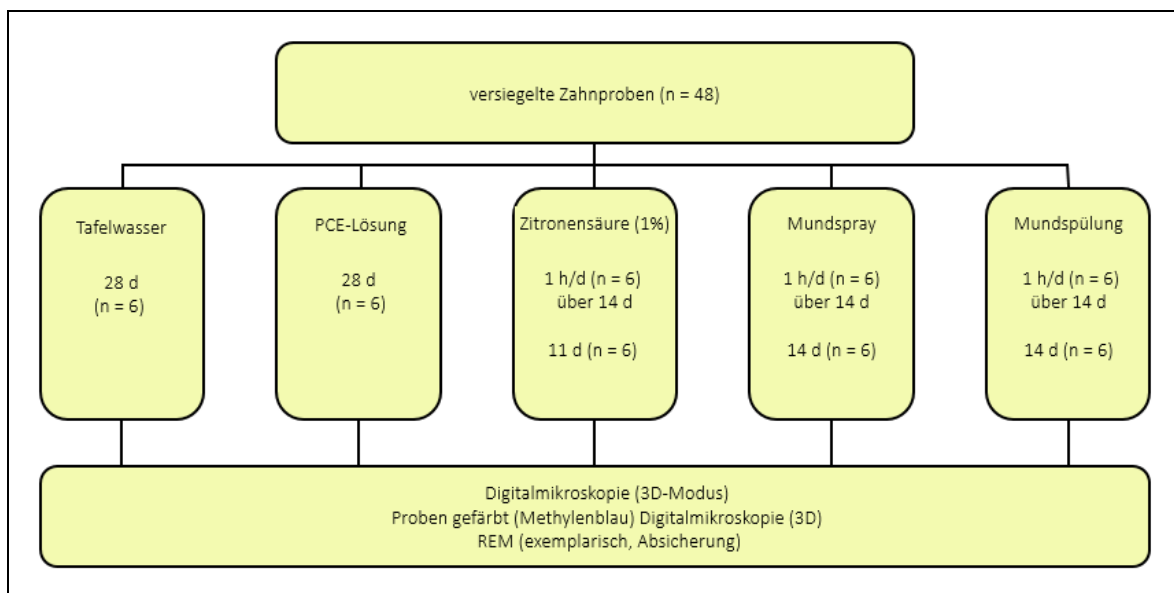 versiegelte Zahnproben (n = 48)
Tafelwasser
28 d
(n = 6)
PCE-Lösung
28 d
(n = 6)
Zitronensäure (1%)
1 h/d (n = 6)
über 14 d
11 d (n = 6)
Mundspray
1 h/d (n = 6)
über 14 d
14 d (n = 6)
Mundspülung
1 h/d (n = 6)
über 14 d
14 d (n = 6)
Digitalmikroskopie (3D-Modus)
Proben gefärbt (Methylenblau) Digitalmikroskopie (3D)
REM (exemplarisch, Absicherung)